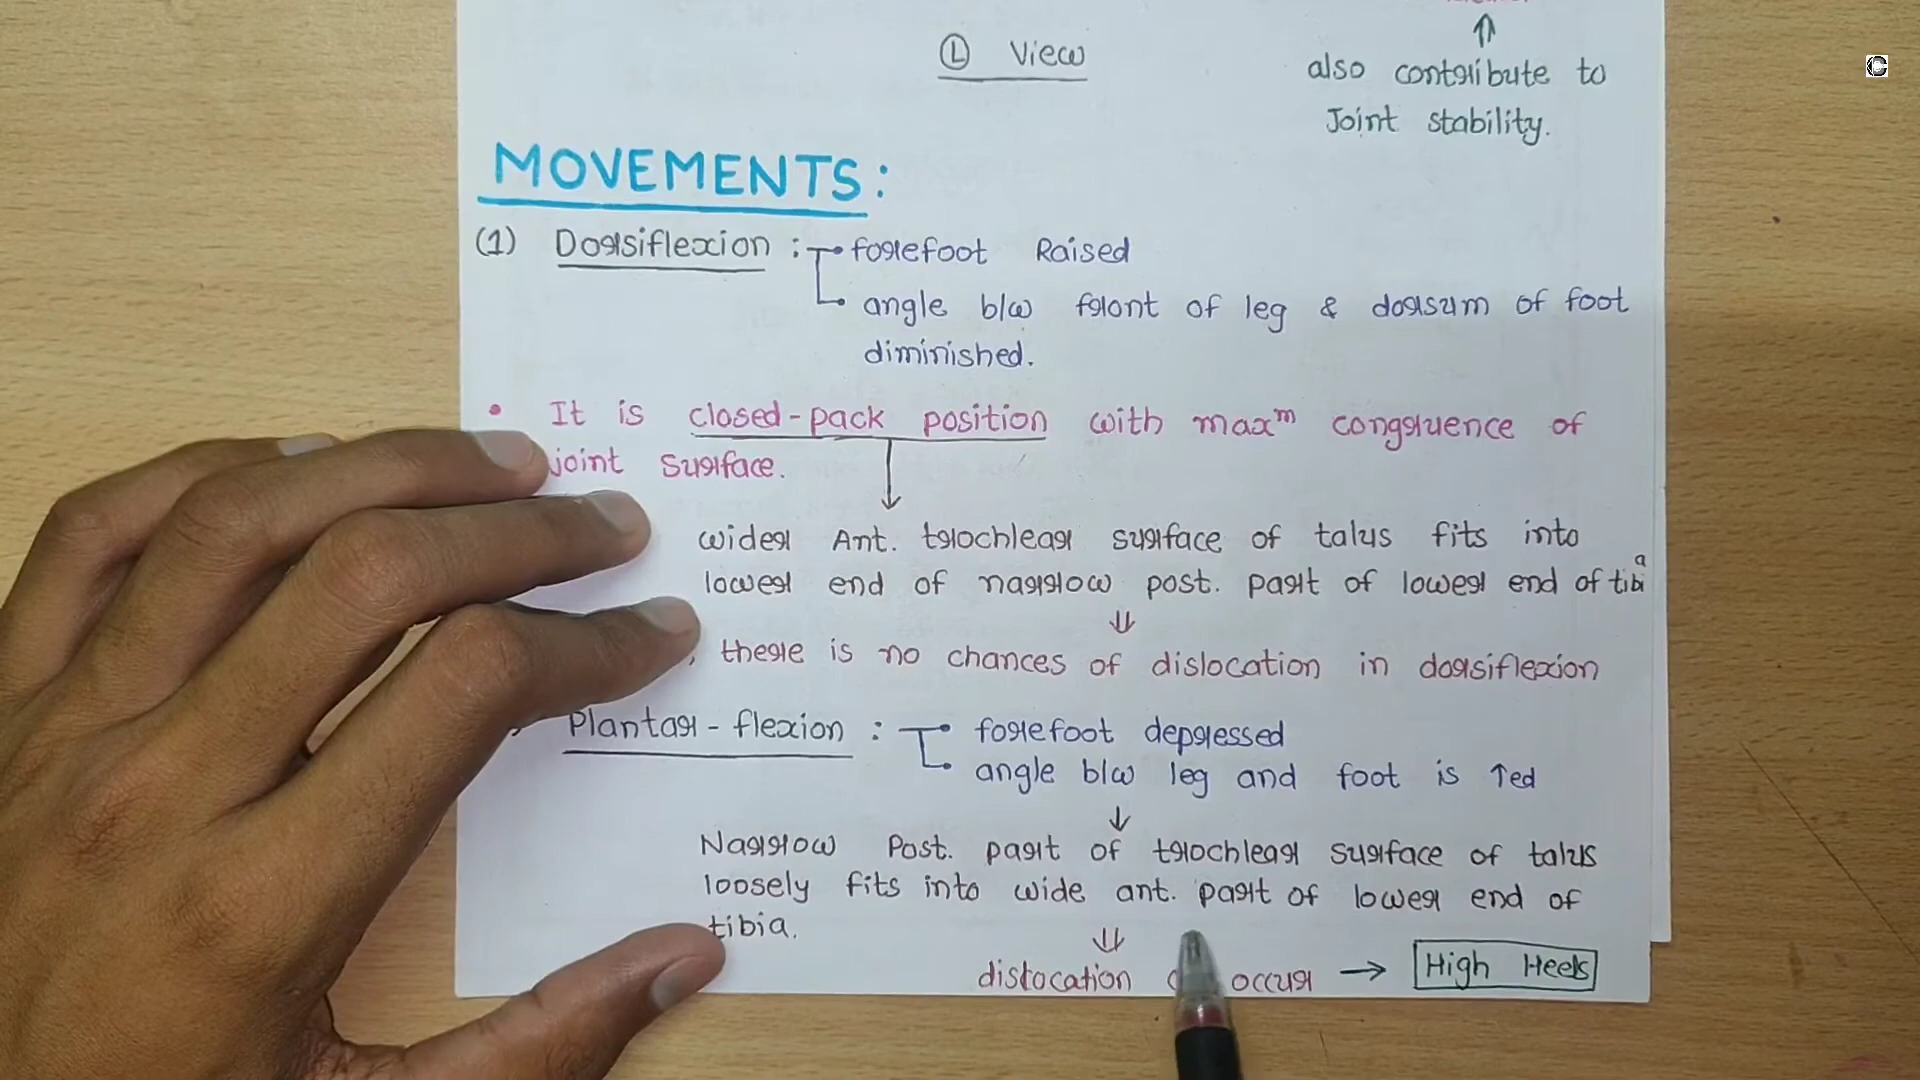 Ⓛ View
also contribute to
Joint stability.
MOVEMENTS:
(1) Dorsiflexion : forefoot Raised
angle b/w front of leg & dorsum of foot
diminished.
• It is closed-pack position with maxᵐ congruence of
joint surface.
wider Ant. trochlear surface of talus fits into
lower end of narrow post. part of lower end of tibia
there is no chances of dislocation in dorsiflexion
Plantar-flexion : forefoot depressed
angle b/w leg and foot is ↑ed
Narrow Post. part of trochlear surface of talus
loosely fits into wide ant. part of lower end of
tibia.
dislocation occur → High Heels